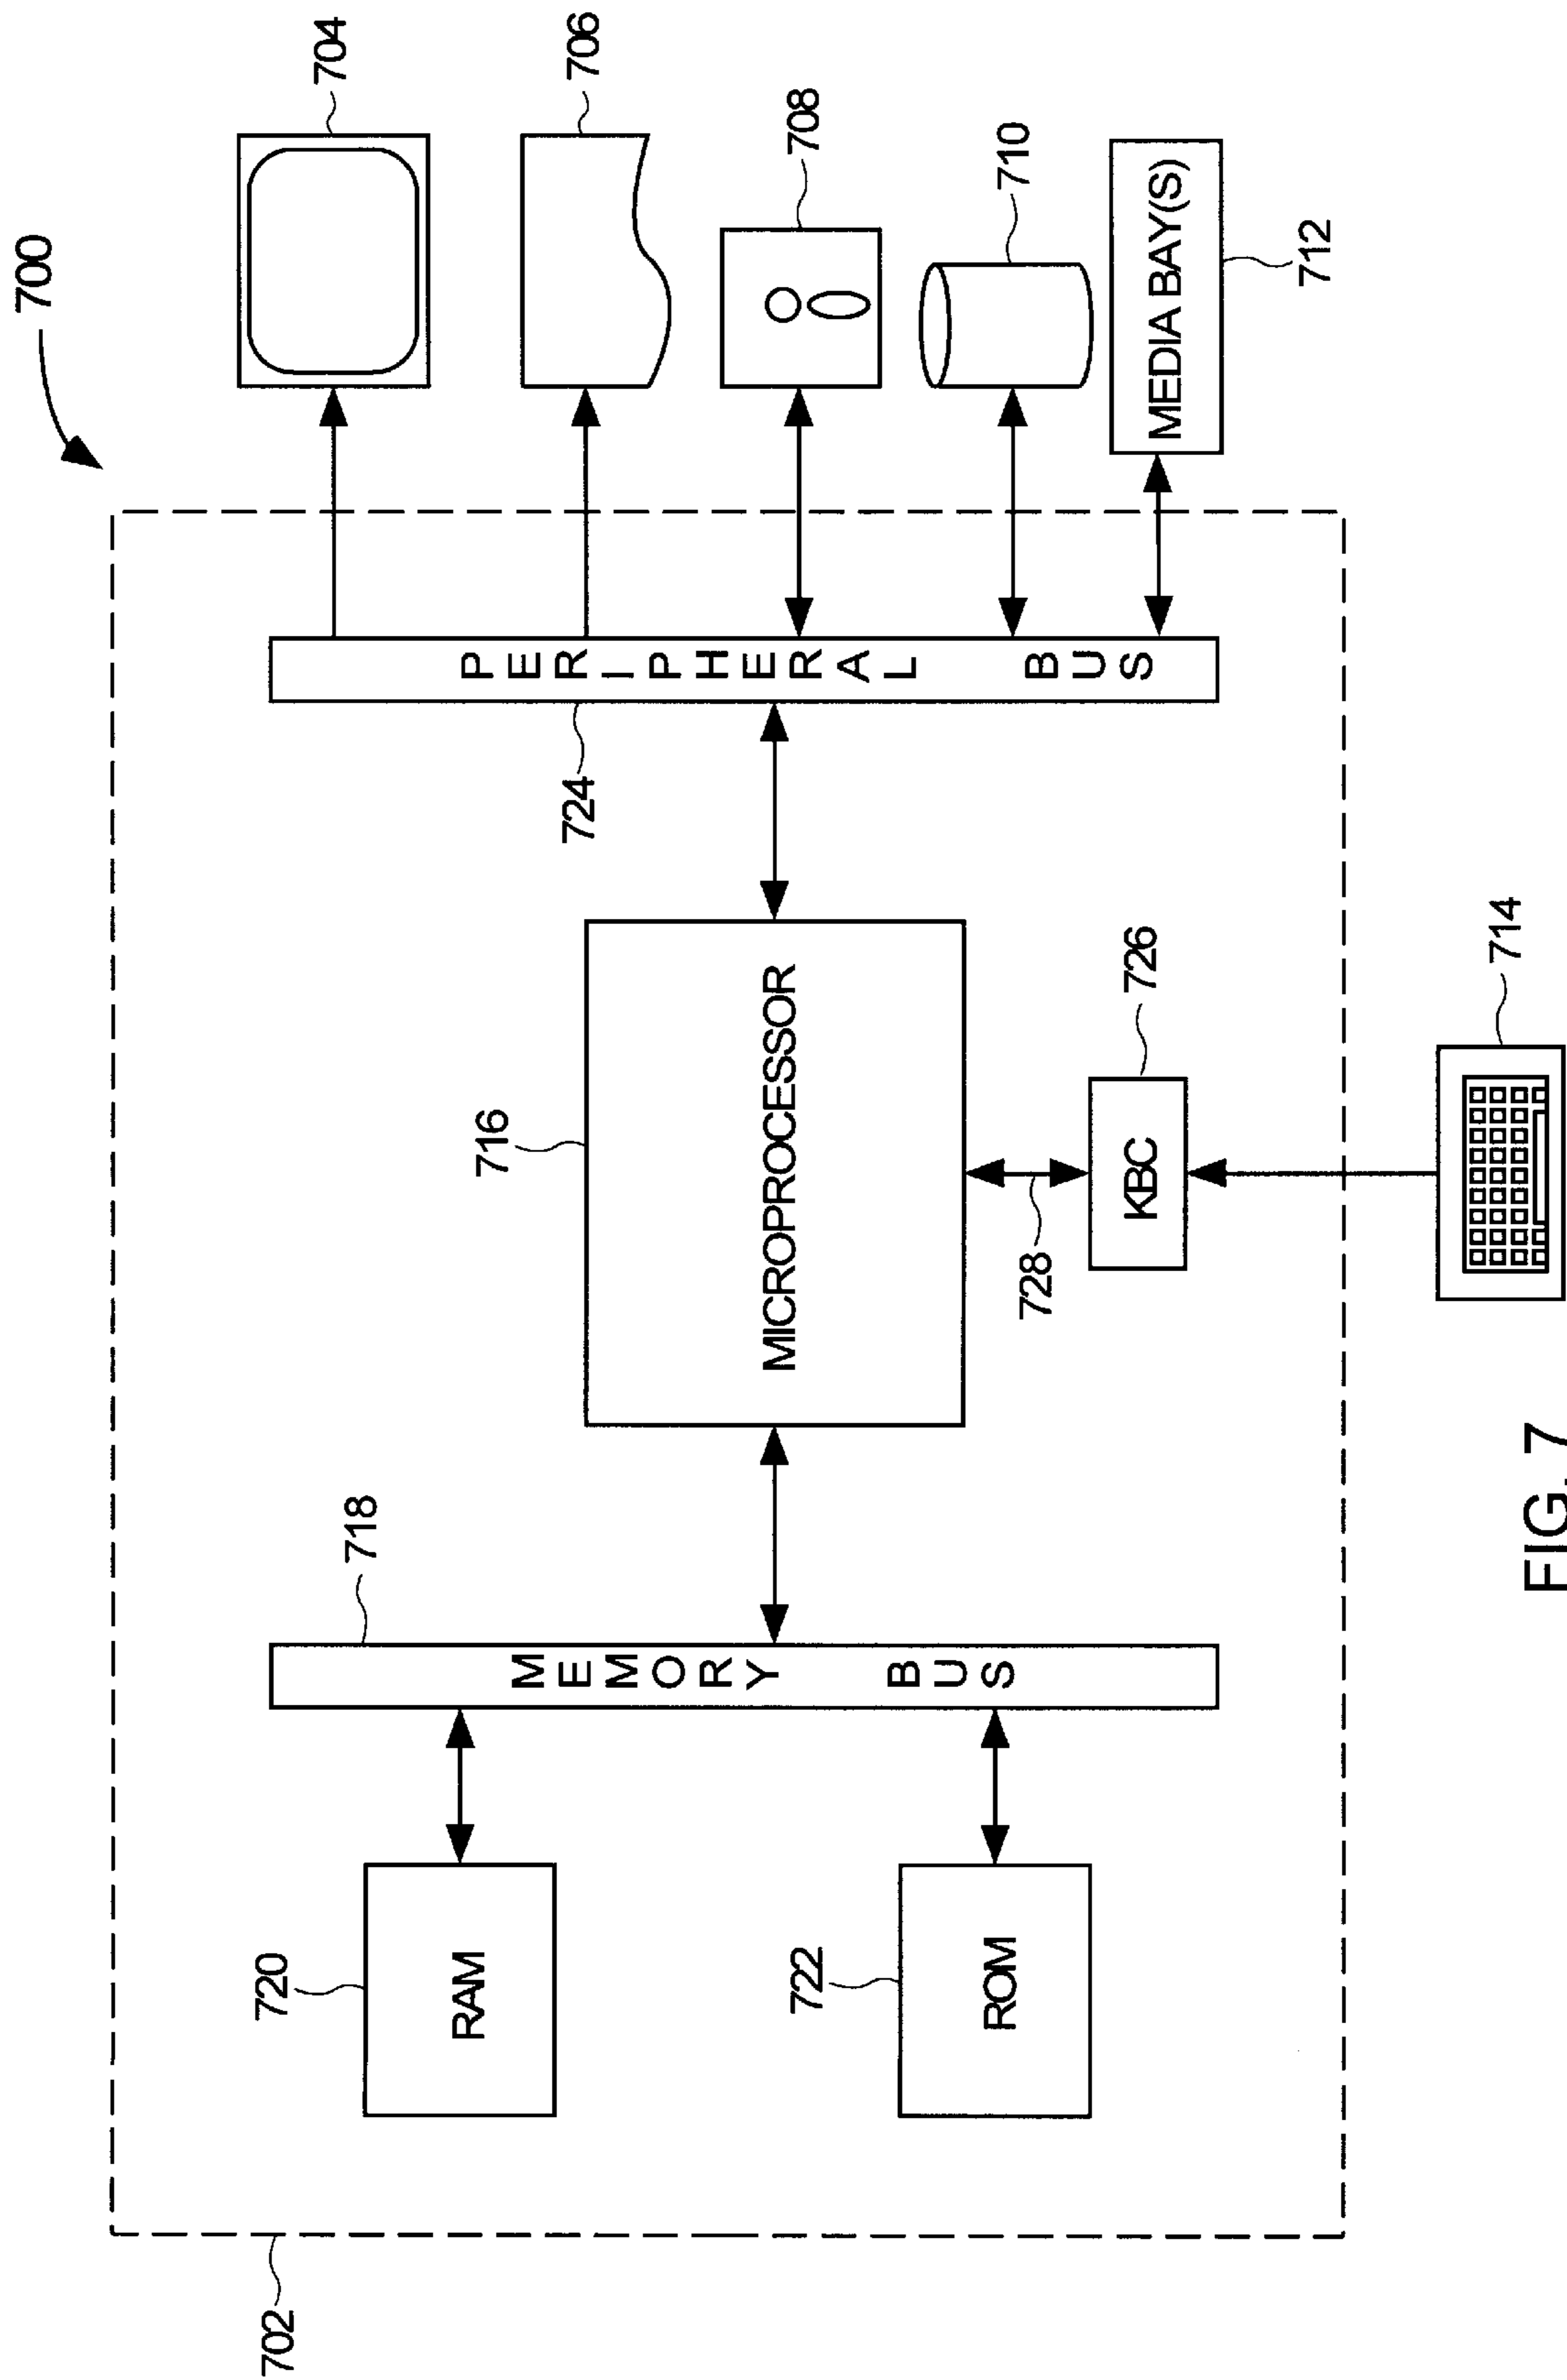 700
702
704
706
708
710
MEDIA BAY(S)
712
PERIPHERAL BUS
724
716
MICROPROCESSOR
718
MEMORY BUS
720
RAM
722
ROM
728
KBC
726
714
FIG. 7